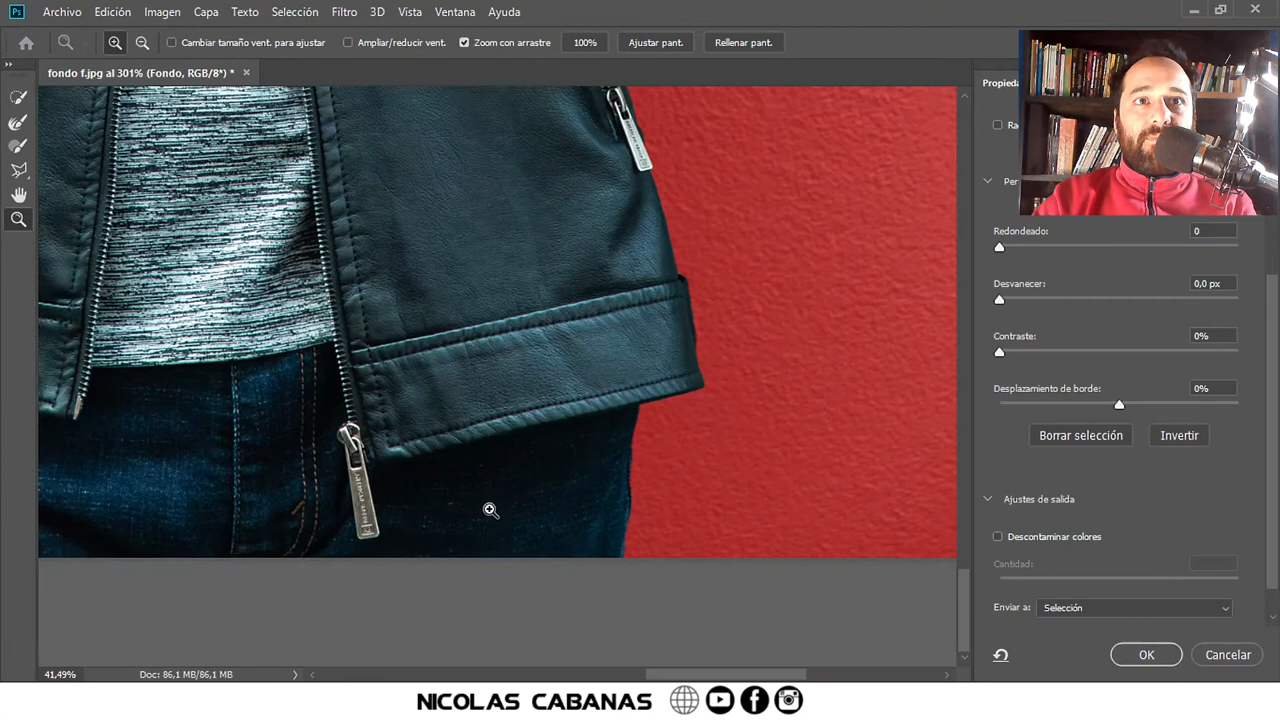 Ps Archivo Edición Imagen Capa Texto Selección Filtro 3D Vista Ventana Ayuda
Cambiar tamaño vent. para ajustar Ampliar/reducir vent. Zoom con arrastre 100% Ajustar pant. Rellenar pant.
fondo f.jpg al 301% (Fondo, RGB/8*) *
Propieda
Ra
Per
Redondeado: 0
Desvanecer: 0,0 px
Contraste: 0%
Desplazamiento de borde: 0%
Borrar selección Invertir
Ajustes de salida
Descontaminar colores
Cantidad:
Enviar a: Selección
OK Cancelar
41,49% Doc: 86,1 MB/86,1 MB
NICOLAS CABANAS